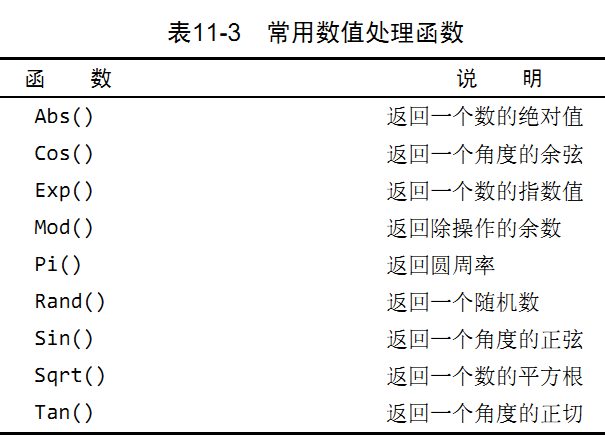 表11-3 常用数值处理函数
函 数 说 明
Abs() 返回一个数的绝对值
Cos() 返回一个角度的余弦
Exp() 返回一个数的指数值
Mod() 返回除操作的余数
Pi() 返回圆周率
Rand() 返回一个随机数
Sin() 返回一个角度的正弦
Sqrt() 返回一个数的平方根
Tan() 返回一个角度的正切